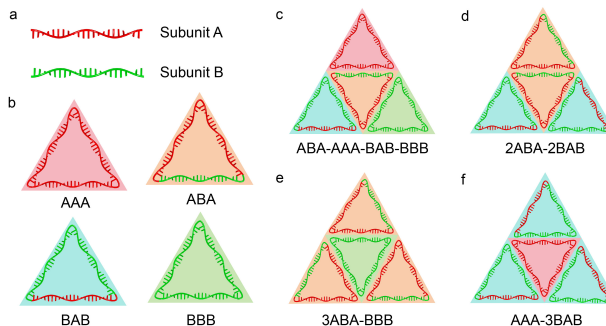 a
Subunit A
Subunit B
b
AAA
ABA
BAB
BBB
c
ABA-AAA-BAB-BBB
d
2ABA-2BAB
e
3ABA-BBB
f
AAA-3BAB